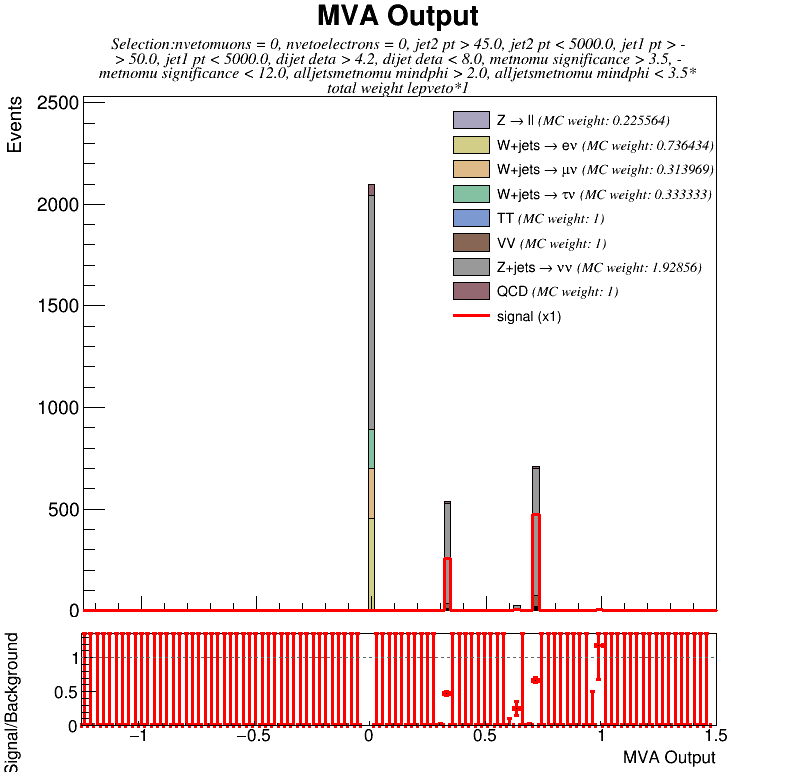 MVA Output
Selection:nvetomuons = 0, nvetoelectrons = 0, jet2 pt > 45.0, jet2 pt < 5000.0, jet1 pt > -
> 50.0, jet1 pt < 5000.0, dijet deta > 4.2, dijet deta < 8.0, metnomu significance > 3.5, -
metnomu significance < 12.0, alljetsmetnomu mindphi > 2.0, alljetsmetnomu mindphi < 3.5*
total weight lepveto*1
Events
2500
2000
1500
1000
500
0
Z → ll (MC weight: 0.225564)
W+jets → eν (MC weight: 0.736434)
W+jets → μν (MC weight: 0.313969)
W+jets → τν (MC weight: 0.333333)
TT (MC weight: 1)
VV (MC weight: 1)
Z+jets → νν (MC weight: 1.92856)
QCD (MC weight: 1)
signal (x1)
Signal/Background
1
0.5
0
−1 −0.5 0 0.5 1 1.5
MVA Output